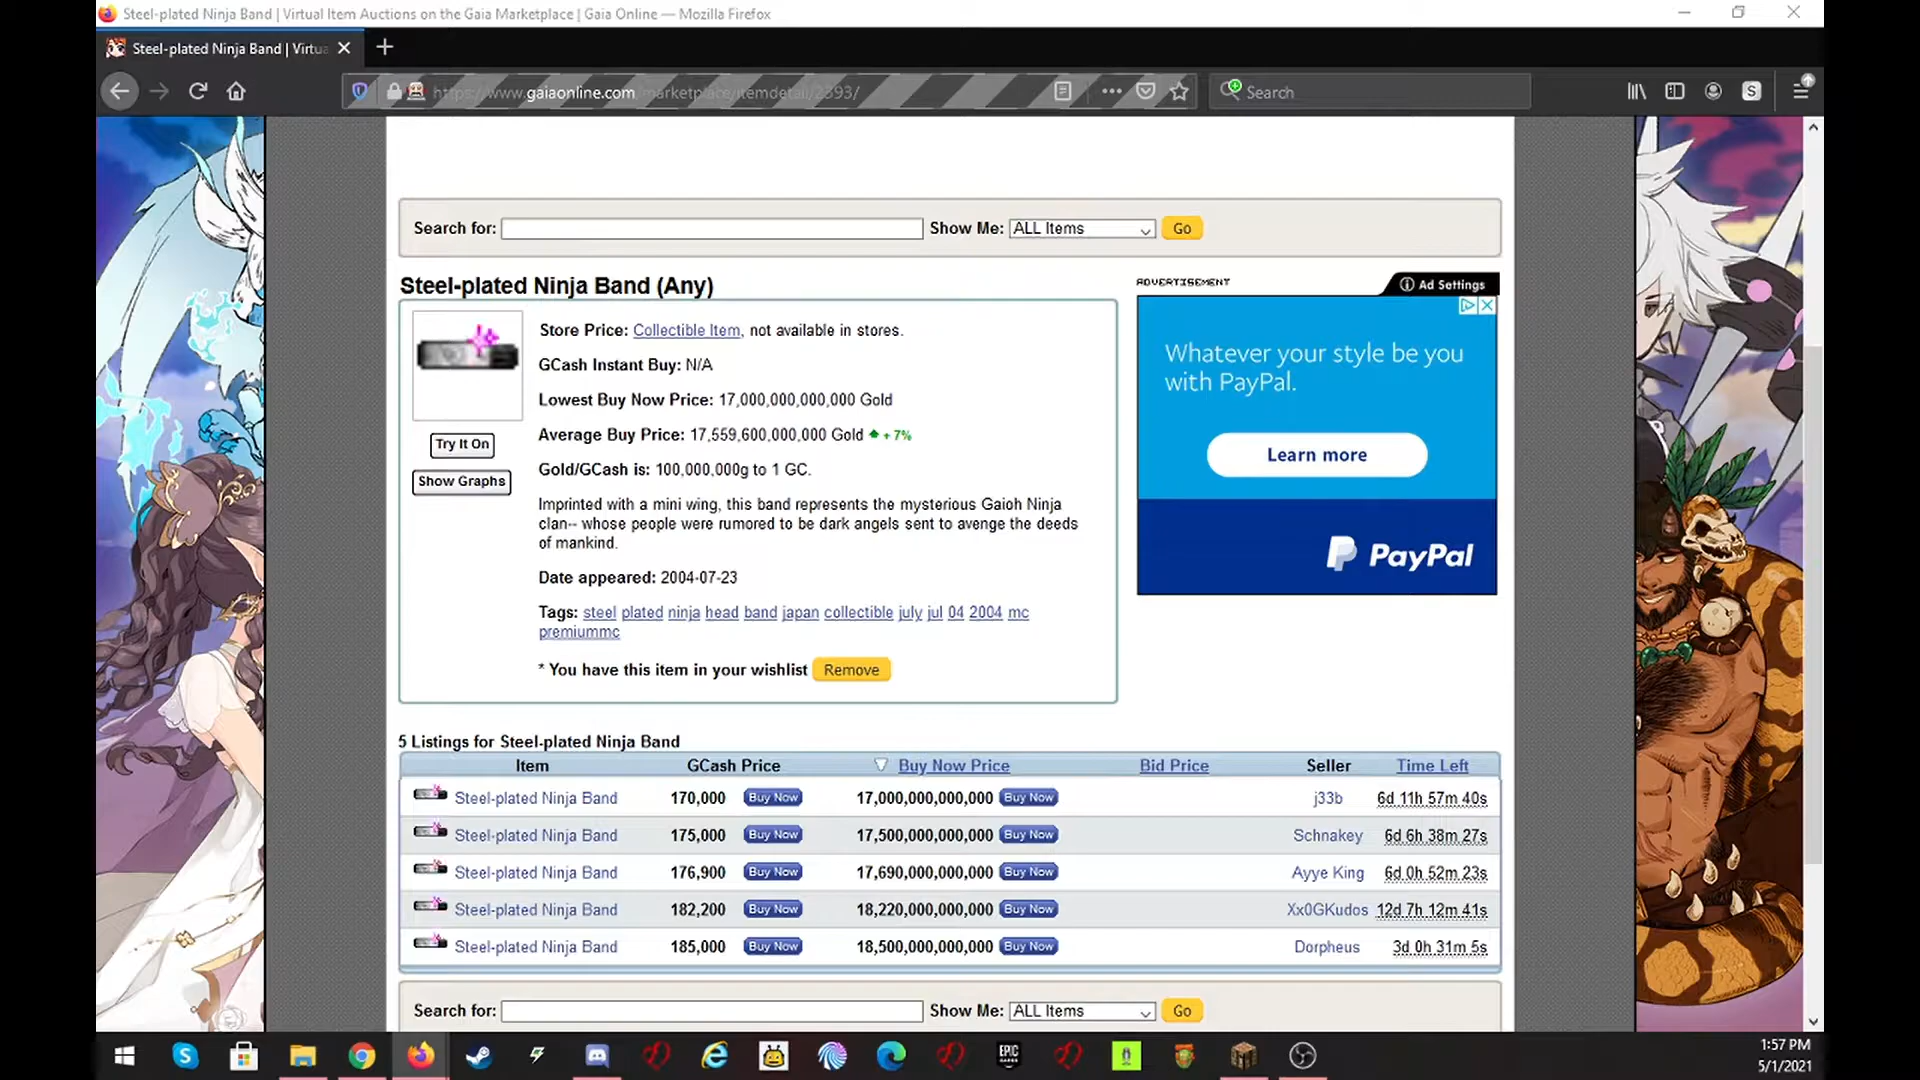 Steel-plated Ninja Band | Virtual Item Auctions on the Gaia Marketplace | Gaia Online — Mozilla Firefox
Steel-plated Ninja Band | Virtua
https://www.gaiaonline.com/marketplace/itemdetail/2393/
Search
S
Search for: Show Me: ALL Items Go
Steel-plated Ninja Band (Any)
Store Price: Collectible Item, not available in stores.
GCash Instant Buy: N/A
Lowest Buy Now Price: 17,000,000,000,000 Gold
Average Buy Price: 17,559,600,000,000 Gold + 7%
Gold/GCash is: 100,000,000g to 1 GC.
Try It On
Show Graphs
Imprinted with a mini wing, this band represents the mysterious Gaioh Ninja
clan-- whose people were rumored to be dark angels sent to avenge the deeds
of mankind.
Date appeared: 2004-07-23
Tags: steel plated ninja head band japan collectible july jul 04 2004 mc
premiummc
* You have this item in your wishlist Remove
ADVERTISEMENT
Ad Settings
Whatever your style be you
with PayPal.
Learn more
PayPal
5 Listings for Steel-plated Ninja Band
Item GCash Price Buy Now Price Bid Price Seller Time Left
Steel-plated Ninja Band 170,000 Buy Now 17,000,000,000,000 Buy Now j33b 6d 11h 57m 40s
Steel-plated Ninja Band 175,000 Buy Now 17,500,000,000,000 Buy Now Schnakey 6d 6h 38m 27s
Steel-plated Ninja Band 176,900 Buy Now 17,690,000,000,000 Buy Now Ayye King 6d 0h 52m 23s
Steel-plated Ninja Band 182,200 Buy Now 18,220,000,000,000 Buy Now Xx0GKudos 12d 7h 12m 41s
Steel-plated Ninja Band 185,000 Buy Now 18,500,000,000,000 Buy Now Dorpheus 3d 0h 31m 5s
Search for: Show Me: ALL Items Go
EPIC
GAMES
1:57 PM
5/1/2021